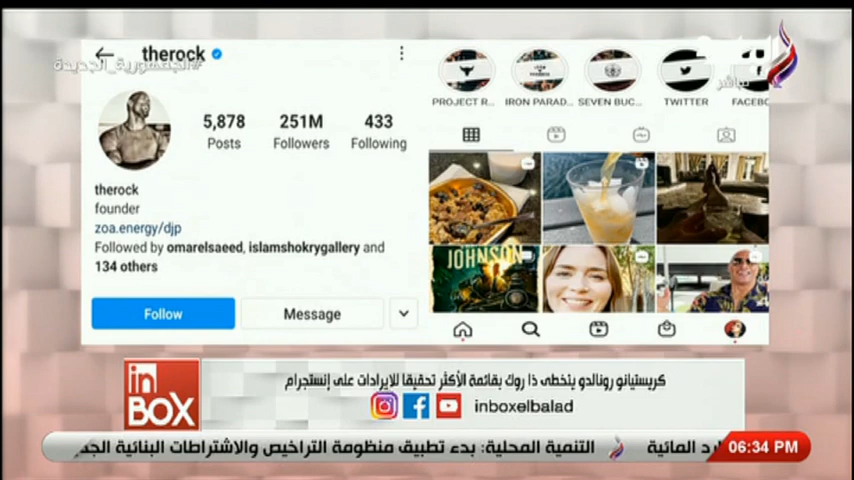 therock
#الجمهورية_الجديدة
مباشر
5,878
Posts
251M
Followers
433
Following
therock
founder
zoa.energy/djp
Followed by omarelsaeed, islamshokrygallery and
134 others
Follow
Message
PROJECT R...
IRON PARAD...
SEVEN BUC...
TWITTER
FACEBO
JOHNSON
in BOX
كريستيانو رونالدو يتخطى ذا روك بقائمة الأكثر تحقيقا للإيرادات على إنستجرام
inboxelbalad
رد المائية
التنمية المحلية: بدء تطبيق منظومة التراخيص والاشتراطات البنائية الجد
06:34 PM